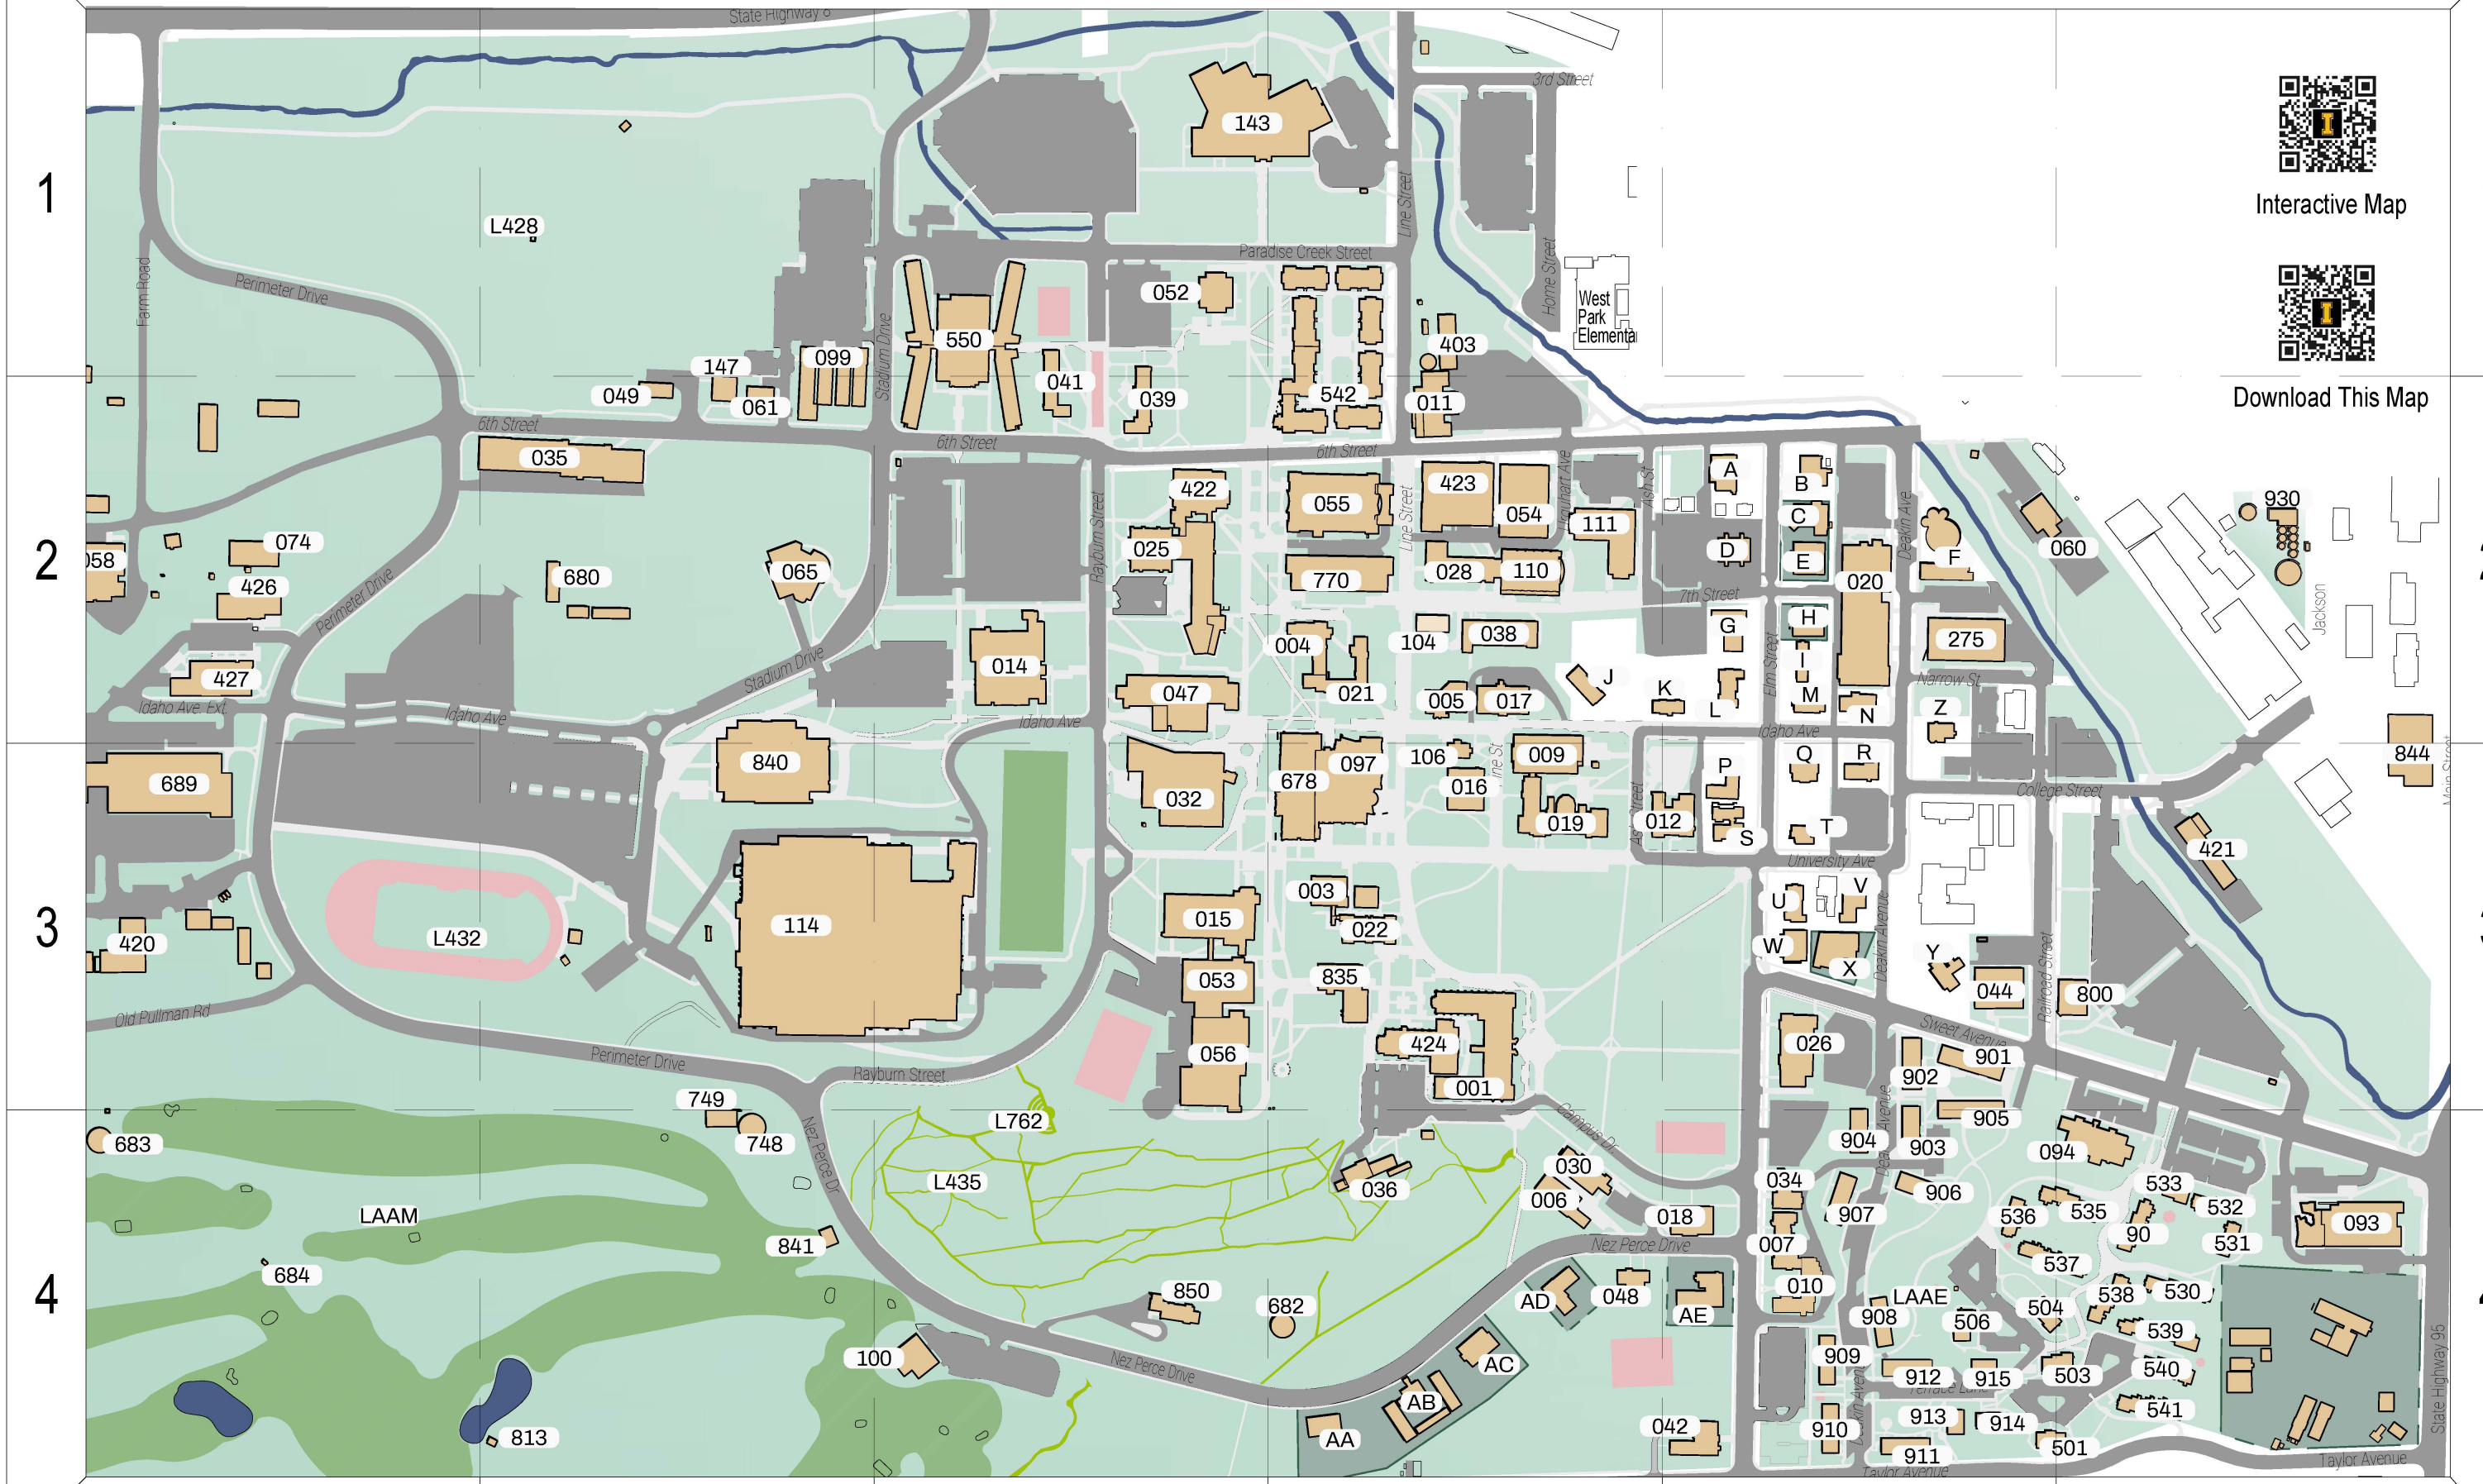 State Highway 8
3rd Street
143
1
Interactive Map
Line Street
L428
Farm Road
Perimeter Drive
Paradise Creek Street
Home Street
052
West
Park
Elementa
Stadium Drive
550
403
099
147
041
049
061
039
542
011
Download This Map
6th Street
6th Street
6th Street
035
A
B
422
423
055
054
Urquhart Ave
Ash St
C
Deakin Ave
930
111
Rayburn Street
Line Street
025
D
E
F
060
2
074
058
065
680
770
028
110
020
426
7th Street
Jackson
Perimeter Drive
G
H
104
038
004
275
014
Elm Street
I
Stadium Drive
427
047
021
005
017
J
K
L
M
N
Narrow St
Z
Idaho Ave. Ext.
Idaho Ave
Idaho Ave
Idaho Ave
840
106
097
009
Q
R
P
844
Main Street
689
678
016
032
College Street
019
012
S
T
University Ave
421
003
V
U
015
022
114
3
420
L432
W
X
Y
Deakin Avenue
053
835
044
800
Railroad Street
Old Pullman Rd
Sweet Avenue
056
424
026
901
902
Perimeter Drive
Rayburn Street
001
749
L762
Campus Dr.
905
683
748
904
903
094
Nez Perce Dr
030
034
L435
036
006
906
533
LAAM
018
907
536
535
532
90
093
841
Nez Perce Drive
007
531
684
537
4
850
682
AD
048
AE
010
LAAE
538
530
504
908
506
539
100
AC
909
Nez Perce Drive
912
915
503
540
AB
State Highway 95
541
813
AA
042
910
913
914
911
501
Taylor Avenue
Taylor Avenue